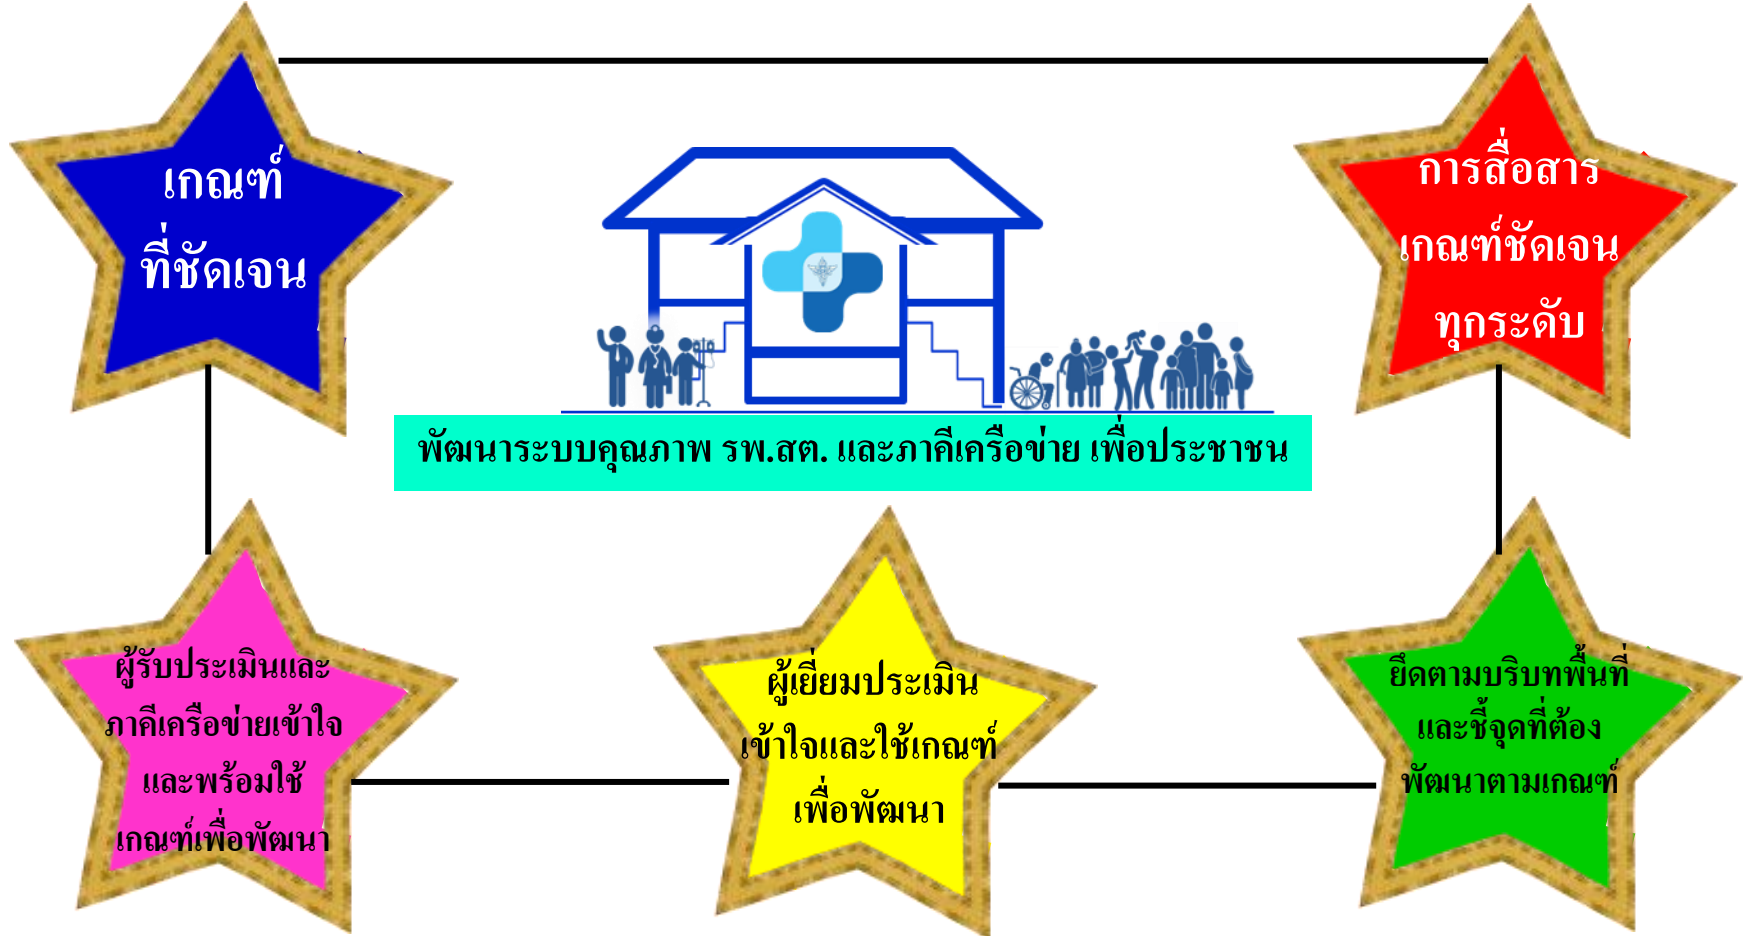 เกณฑ์
ที่ชัดเจน
การสื่อสาร
เกณฑ์ชัดเจน
ทุกระดับ
พัฒนาระบบคุณภาพ รพ.สต. และภาคีเครือข่าย เพื่อประชาชน
ผู้รับประเมินและ
ภาคีเครือข่ายเข้าใจ
และพร้อมใช้
เกณฑ์เพื่อพัฒนา
ผู้เยี่ยมประเมิน
เข้าใจและใช้เกณฑ์
เพื่อพัฒนา
ยึดตามบริบทพื้นที่
และชี้จุดที่ต้อง
พัฒนาตามเกณฑ์